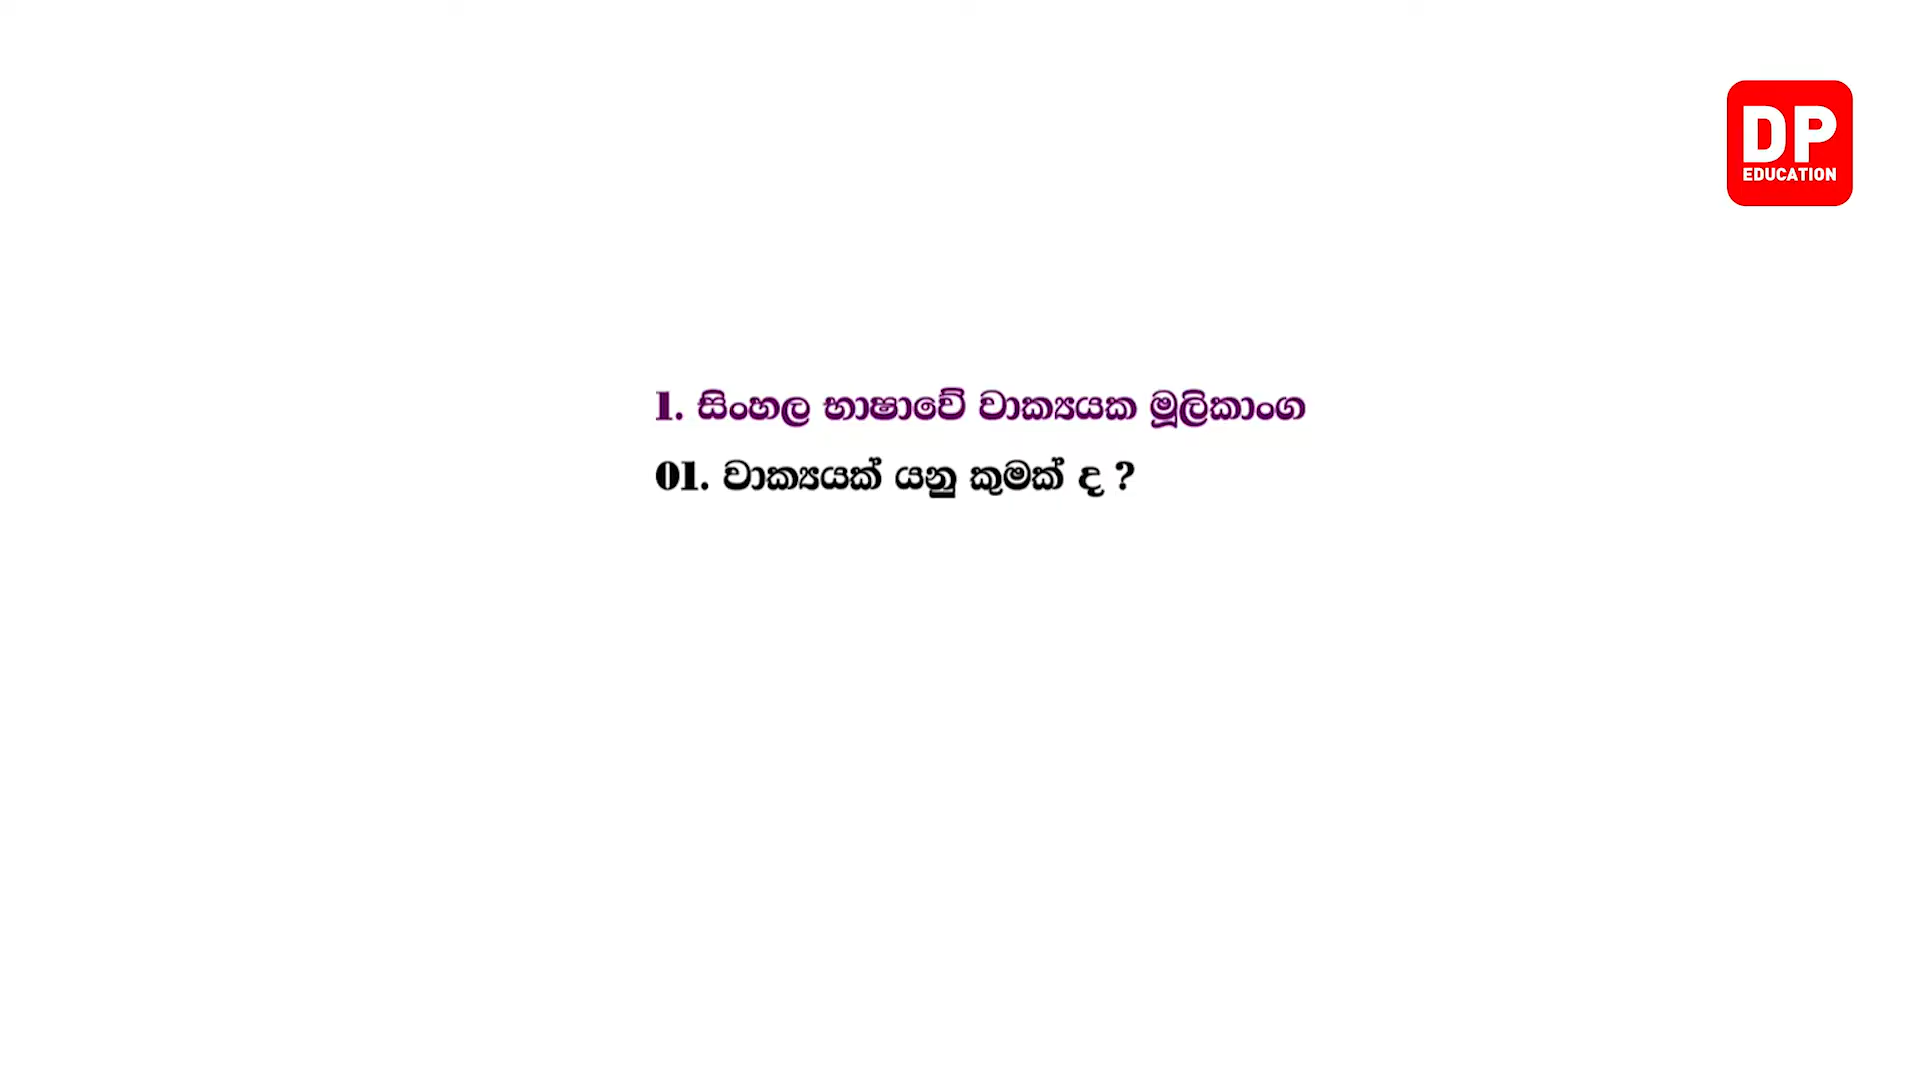 DP
EDUCATION
1. සිංහල භාෂාවේ වාක්‍යයක මූලිකාංග
01. වාක්‍යයක් යනු කුමක් ද ?